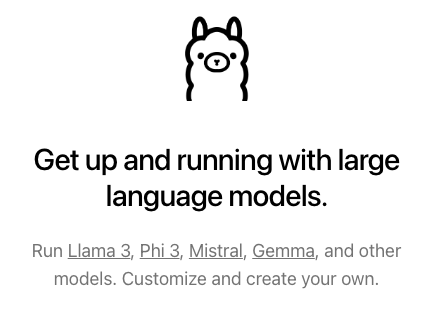 Get up and running with large
language models.
Run Llama 3, Phi 3, Mistral, Gemma, and other
models. Customize and create your own.